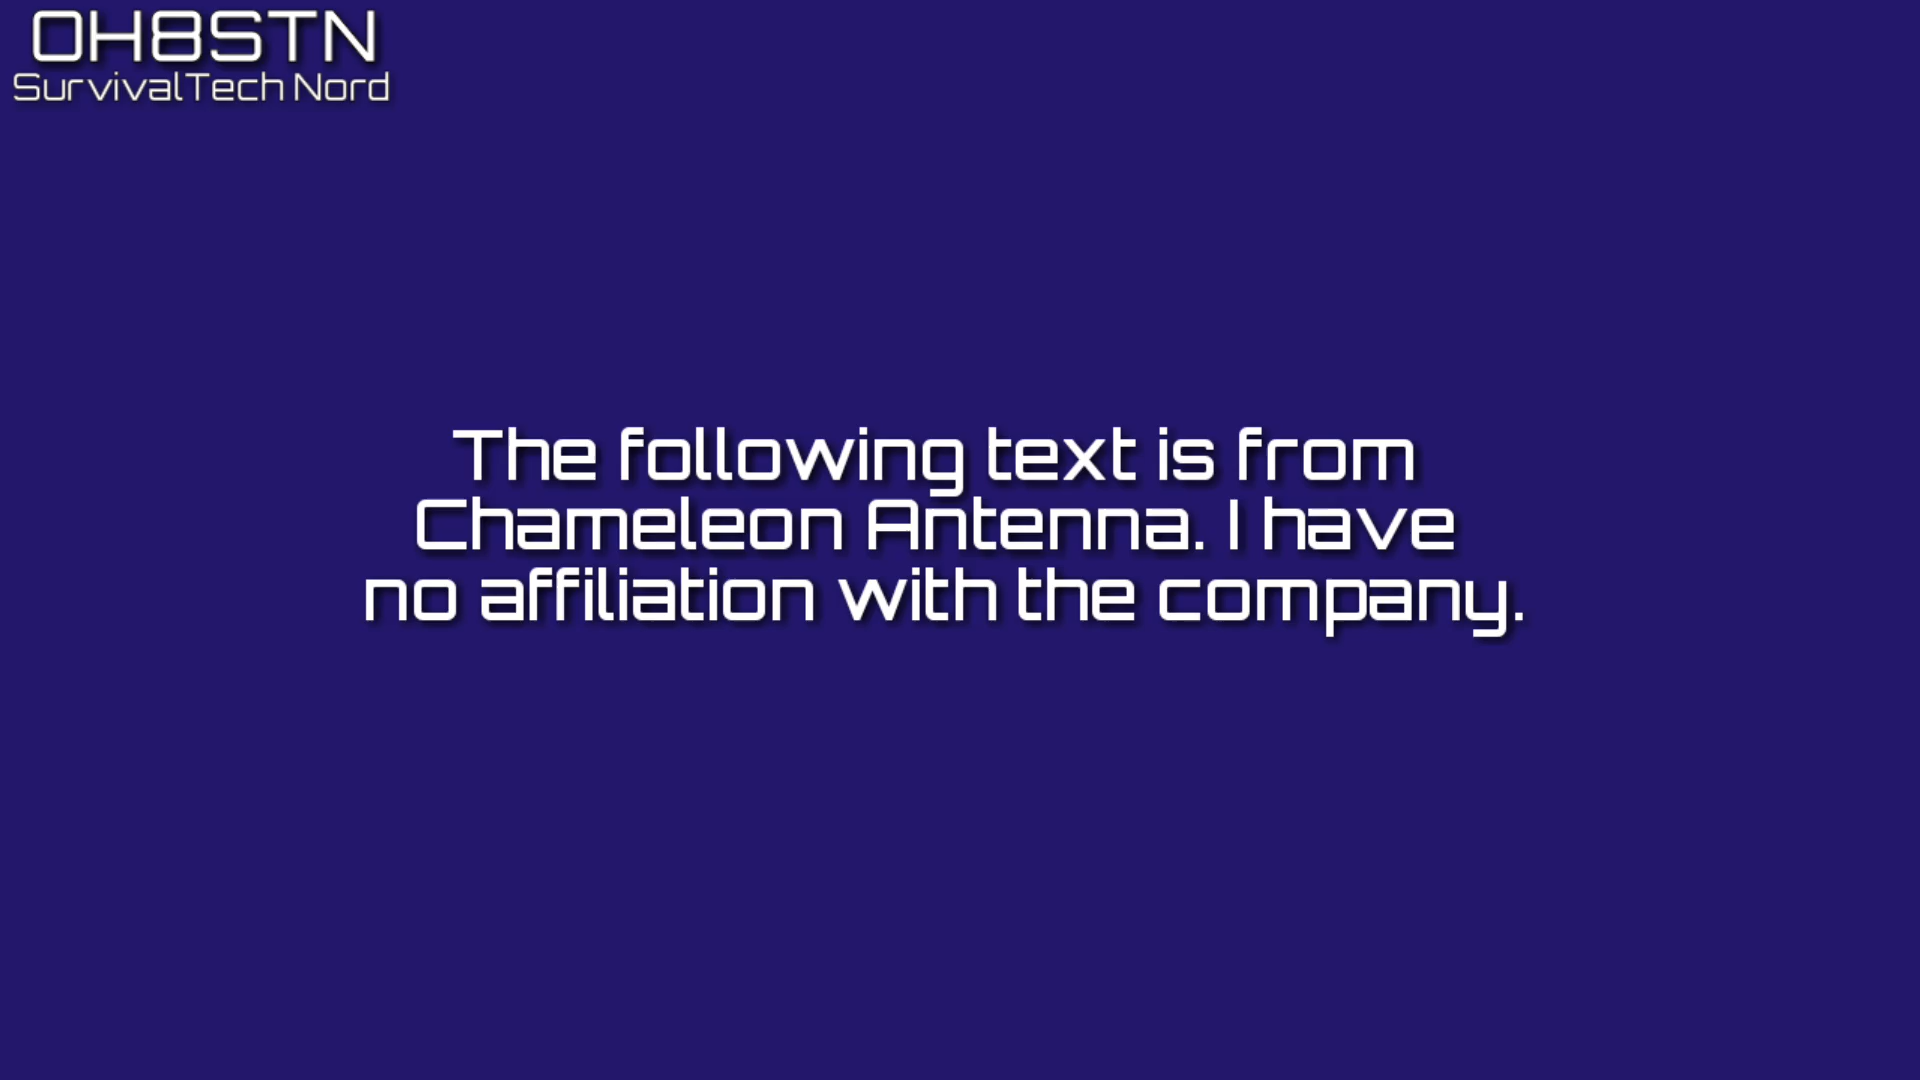 OH8STN
SurvivalTech Nord
The following text is from
Chameleon Antenna. I have
no affiliation with the company.